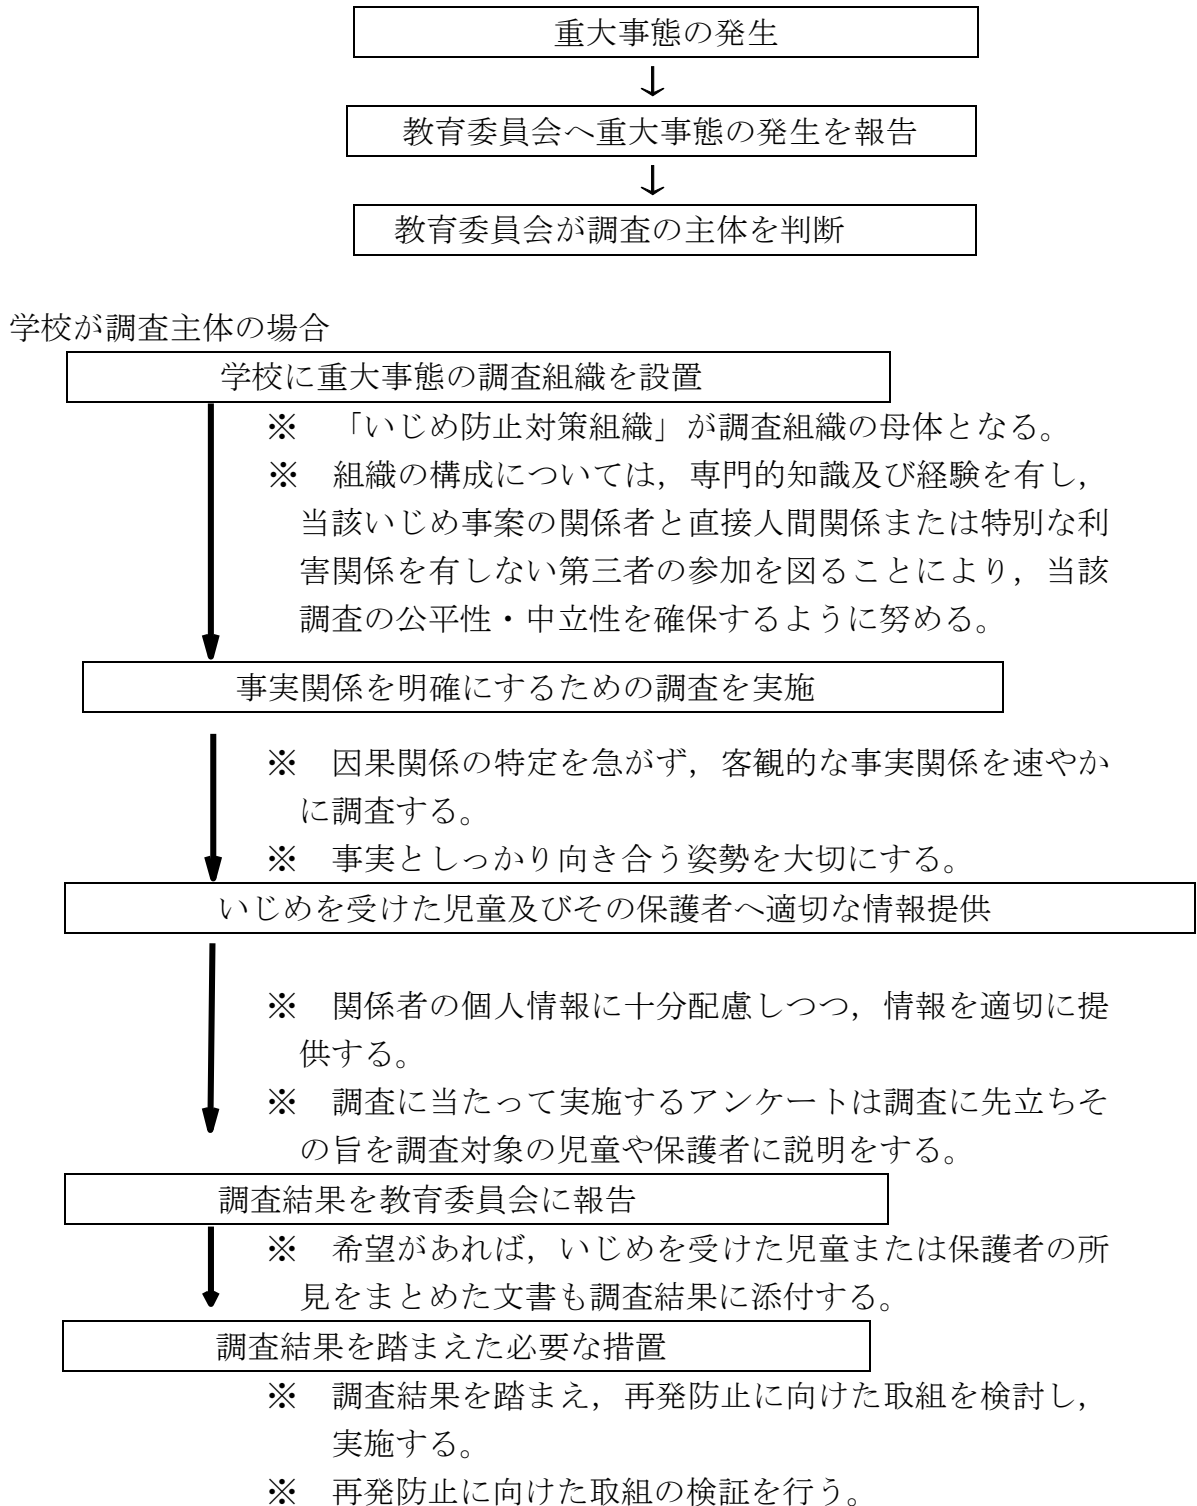 重大事態の発生
↓
教育委員会へ重大事態の発生を報告
↓
教育委員会が調査の主体を判断
学校が調査主体の場合
学校に重大事態の調査組織を設置
※　「いじめ防止対策組織」が調査組織の母体となる。
※　組織の構成については，専門的知識及び経験を有し，
当該いじめ事案の関係者と直接人間関係または特別な利
害関係を有しない第三者の参加を図ることにより，当該
調査の公平性・中立性を確保するように努める。
事実関係を明確にするための調査を実施
※　因果関係の特定を急がず，客観的な事実関係を速やか
に調査する。
※　事実としっかり向き合う姿勢を大切にする。
いじめを受けた児童及びその保護者へ適切な情報提供
※　関係者の個人情報に十分配慮しつつ，情報を適切に提
供する。
※　調査に当たって実施するアンケートは調査に先立ちそ
の旨を調査対象の児童や保護者に説明をする。
調査結果を教育委員会に報告
※　希望があれば，いじめを受けた児童または保護者の所
見をまとめた文書も調査結果に添付する。
調査結果を踏まえた必要な措置
※　調査結果を踏まえ，再発防止に向けた取組を検討し，
実施する。
※　再発防止に向けた取組の検証を行う。